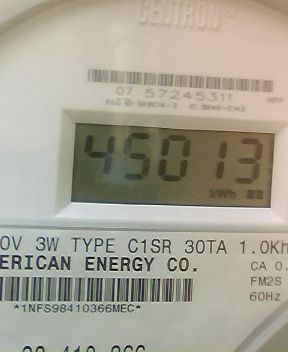 CENTRON
07 57245311
45013
kWh
0V 3W TYPE C1SR 30TA 1.0Kh
ERICAN ENERGY CO.
CA 0.
FM2S
60Hz
*1NFS98410366MEC*